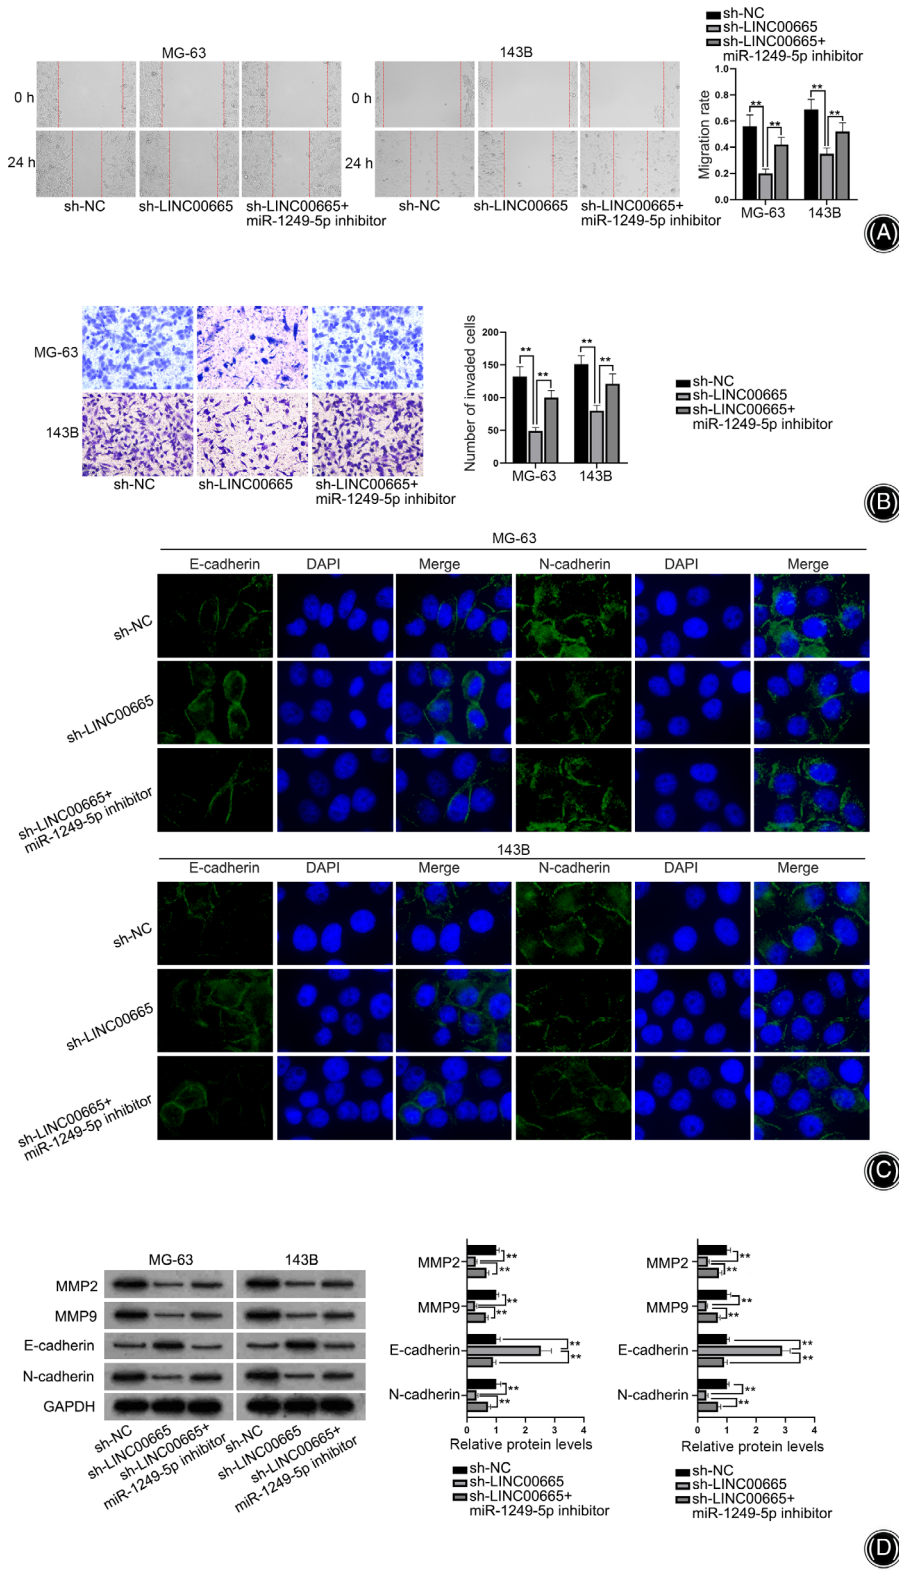 MG-63
143B
sh-NC
sh-LINC00665
sh-LINC00665+
miR-1249-5p inhibitor
0 h
0 h
24 h
24 h
sh-NC
sh-LINC00665
sh-LINC00665+
miR-1249-5p inhibitor
sh-NC
sh-LINC00665
sh-LINC00665+
miR-1249-5p inhibitor
Migration rate
1.0
0.8
0.6
0.4
0.2
0.0
**
**
**
**
MG-63
143B
(A)
MG-63
143B
sh-NC
sh-LINC00665
sh-LINC00665+
miR-1249-5p inhibitor
Number of invaded cells
200
150
100
50
0
**
**
**
**
MG-63
143B
sh-NC
sh-LINC00665
sh-LINC00665+
miR-1249-5p inhibitor
(B)
MG-63
E-cadherin
DAPI
Merge
N-cadherin
DAPI
Merge
sh-NC
sh-LINC00665
sh-LINC00665+
miR-1249-5p inhibitor
143B
E-cadherin
DAPI
Merge
N-cadherin
DAPI
Merge
sh-NC
sh-LINC00665
sh-LINC00665+
miR-1249-5p inhibitor
(C)
MG-63
143B
MMP2
MMP9
E-cadherin
N-cadherin
GAPDH
sh-NC
sh-LINC00665
sh-LINC00665+
miR-1249-5p inhibitor
sh-NC
sh-LINC00665
sh-LINC00665+
miR-1249-5p inhibitor
MMP2
**
**
MMP9
**
**
E-cadherin
**
**
N-cadherin
**
**
0 1 2 3 4
Relative protein levels
sh-NC
sh-LINC00665
sh-LINC00665+
miR-1249-5p inhibitor
MMP2
**
**
MMP9
**
**
E-cadherin
**
**
N-cadherin
**
**
0 1 2 3 4
Relative protein levels
sh-NC
sh-LINC00665
sh-LINC00665+
miR-1249-5p inhibitor
(D)